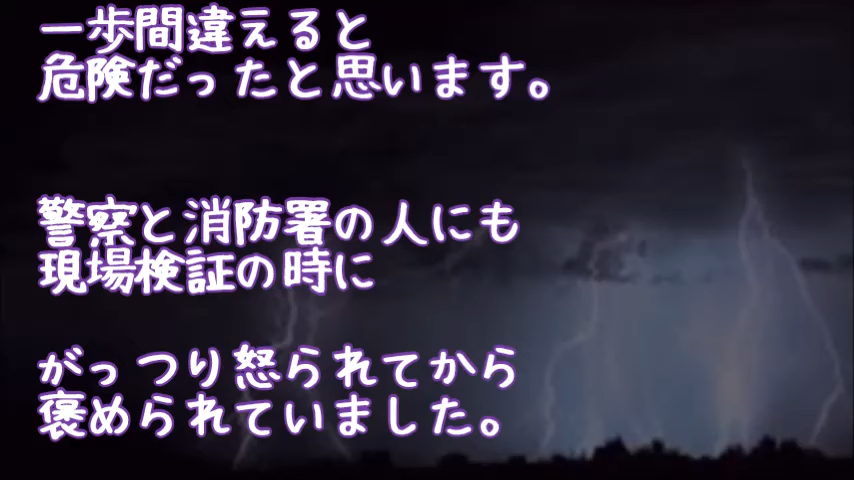 一歩間違えると
危険だったと思います。
警察と消防署の人にも
現場検証の時に
がっつり怒られてから
褒められていました。